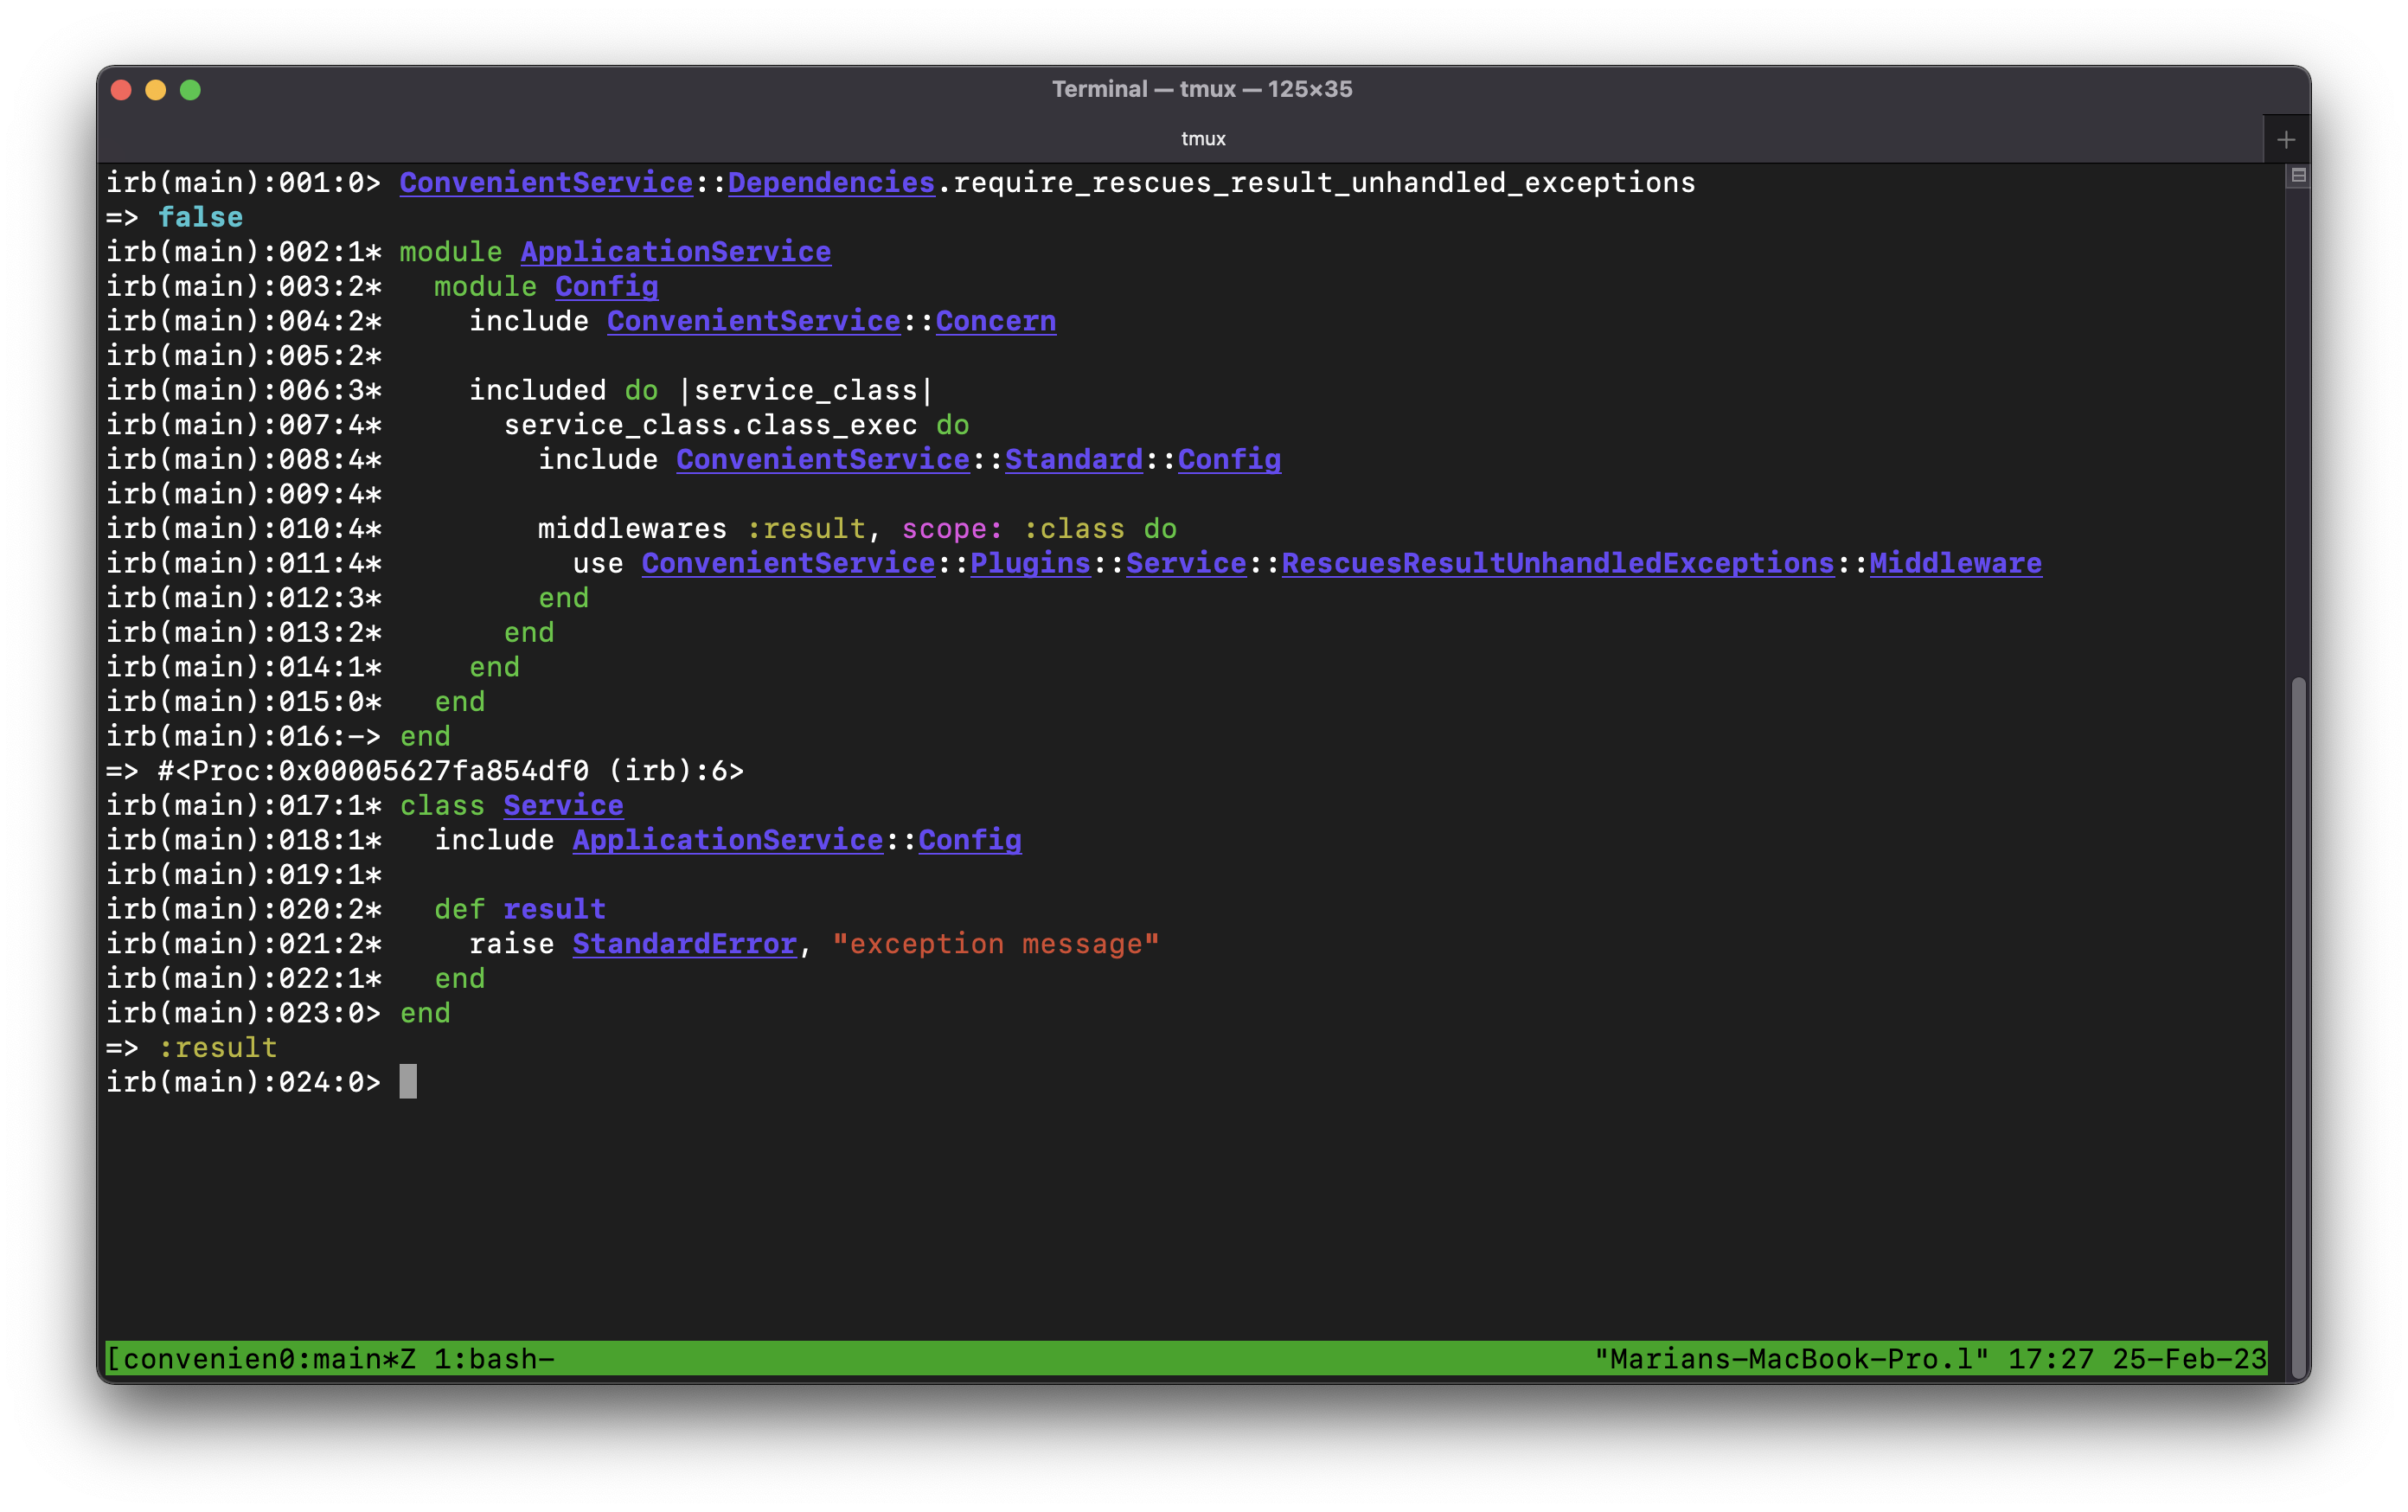 Terminal — tmux — 125×35
tmux
irb(main):001:0> ConvenientService::Dependencies.require_rescues_result_unhandled_exceptions
=> false
irb(main):002:1* module ApplicationService
irb(main):003:2*   module Config
irb(main):004:2*     include ConvenientService::Concern
irb(main):005:2*
irb(main):006:3*     included do |service_class|
irb(main):007:4*       service_class.class_exec do
irb(main):008:4*         include ConvenientService::Standard::Config
irb(main):009:4*
irb(main):010:4*         middlewares :result, scope: :class do
irb(main):011:4*           use ConvenientService::Plugins::Service::RescuesResultUnhandledExceptions::Middleware
irb(main):012:3*         end
irb(main):013:2*       end
irb(main):014:1*     end
irb(main):015:0*   end
irb(main):016:-> end
=> #<Proc:0x00005627fa854df0 (irb):6>
irb(main):017:1* class Service
irb(main):018:1*   include ApplicationService::Config
irb(main):019:1*
irb(main):020:2*   def result
irb(main):021:2*     raise StandardError, "exception message"
irb(main):022:1*   end
irb(main):023:0> end
=> :result
irb(main):024:0>
[convenien0:main*Z 1:bash- "Marians-MacBook-Pro.l" 17:27 25-Feb-23